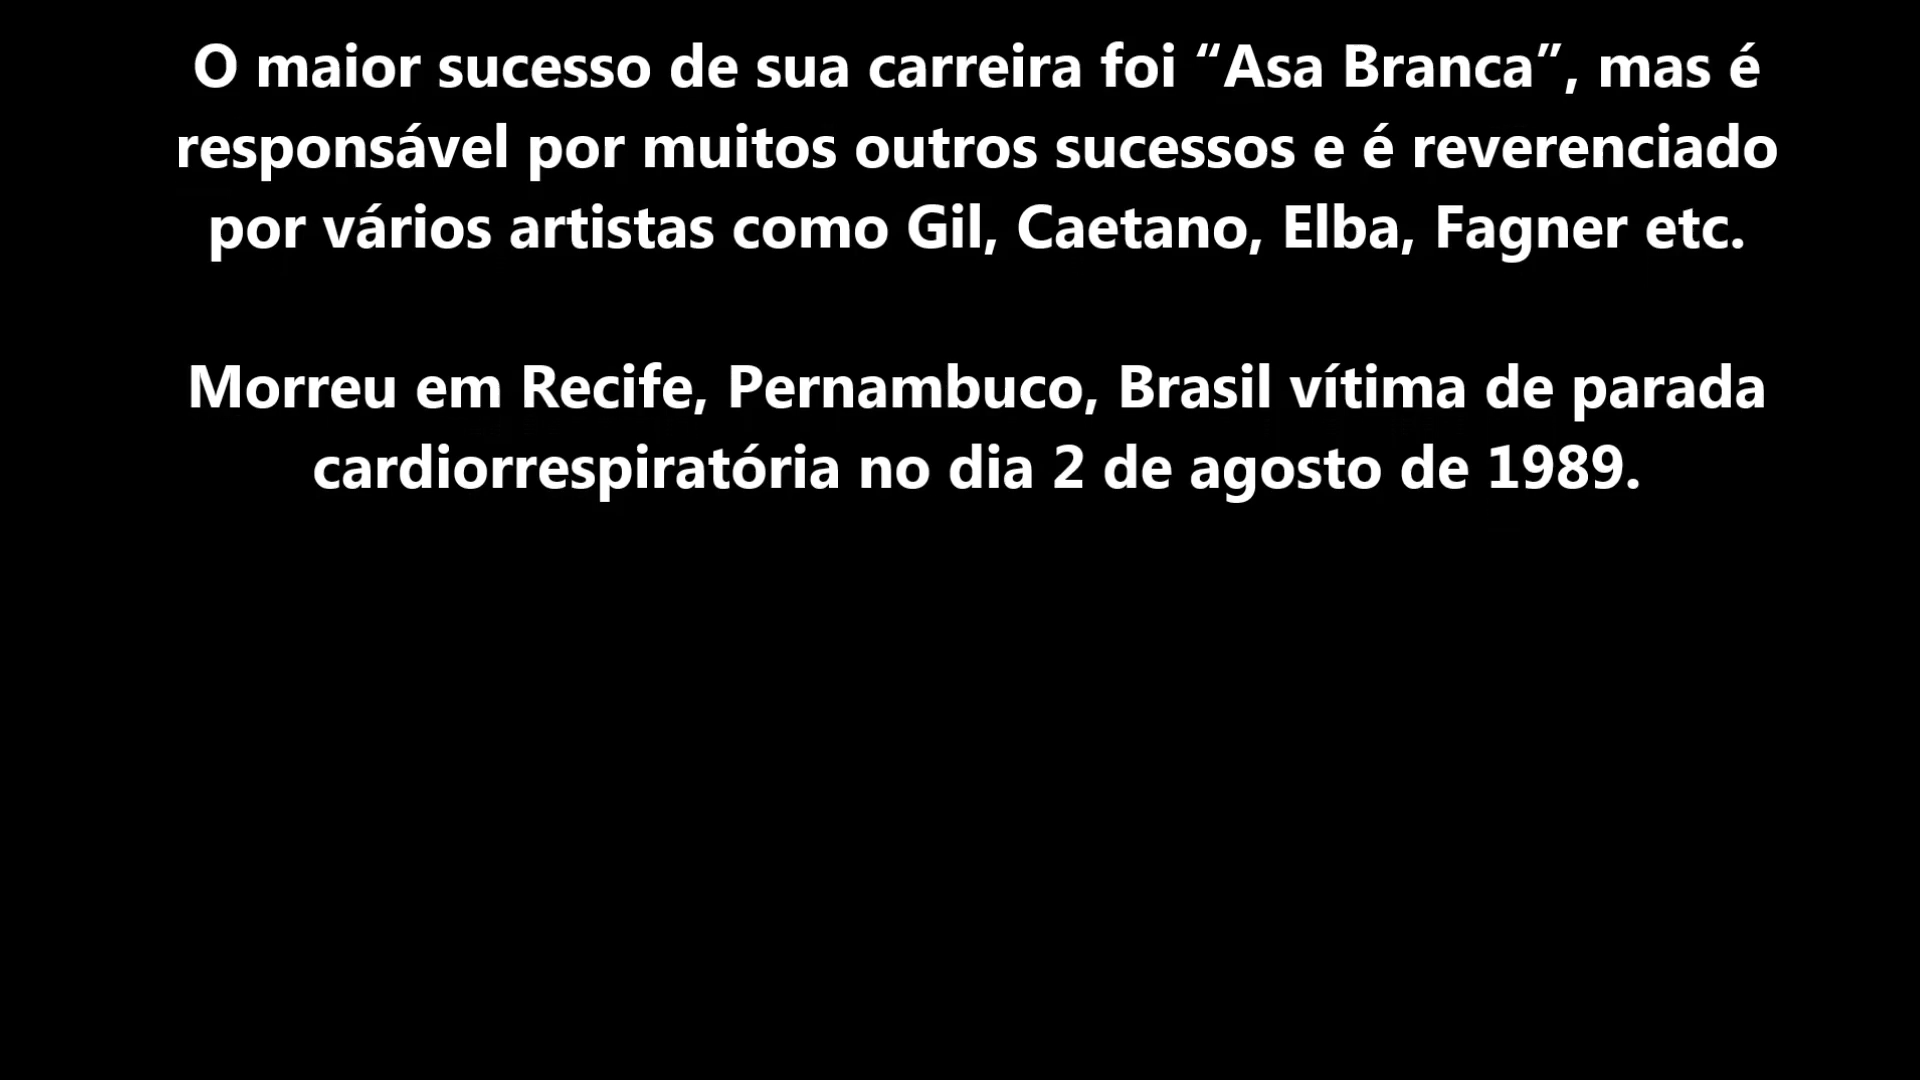 O maior sucesso de sua carreira foi “Asa Branca”, mas é
responsável por muitos outros sucessos e é reverenciado
por vários artistas como Gil, Caetano, Elba, Fagner etc.
Morreu em Recife, Pernambuco, Brasil vítima de parada
cardiorrespiratória no dia 2 de agosto de 1989.